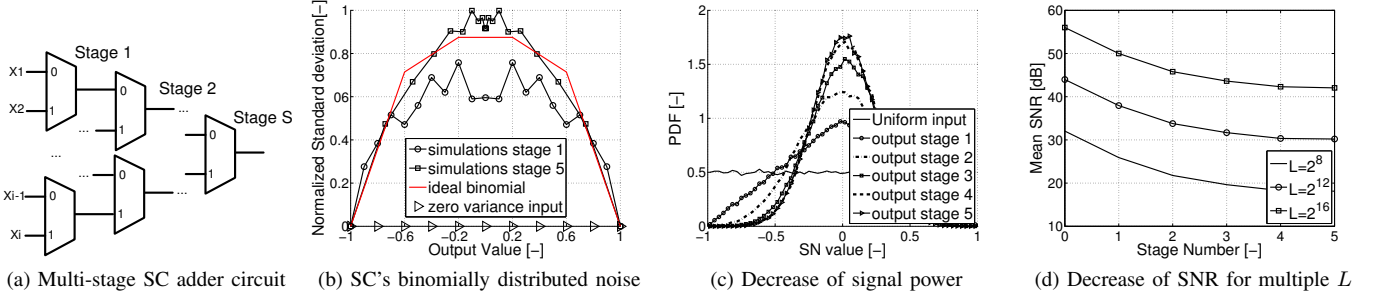 Stage 1
X1
0
X2
1
Stage 2
0
...
...
1
Stage S
0
...
...
1
Xi-1
0
Xi
1
0
...
1
(a) Multi-stage SC adder circuit
Normalized Standard deviation[-]
1
0.8
0.6
0.4
0.2
0
−1
−0.6
−0.2
0.2
0.6
1
Output Value [-]
simulations stage 1
simulations stage 5
ideal binomial
zero variance input
(b) SC's binomially distributed noise
PDF [-]
2
1.5
1
0.5
0
−1
−0.5
0
0.5
1
SN value [-]
Uniform input
output stage 1
output stage 2
output stage 3
output stage 4
output stage 5
(c) Decrease of signal power
Mean SNR [dB]
60
50
40
30
20
10
0
1
2
3
4
5
Stage Number [-]
L=2^8
L=2^12
L=2^16
(d) Decrease of SNR for multiple L